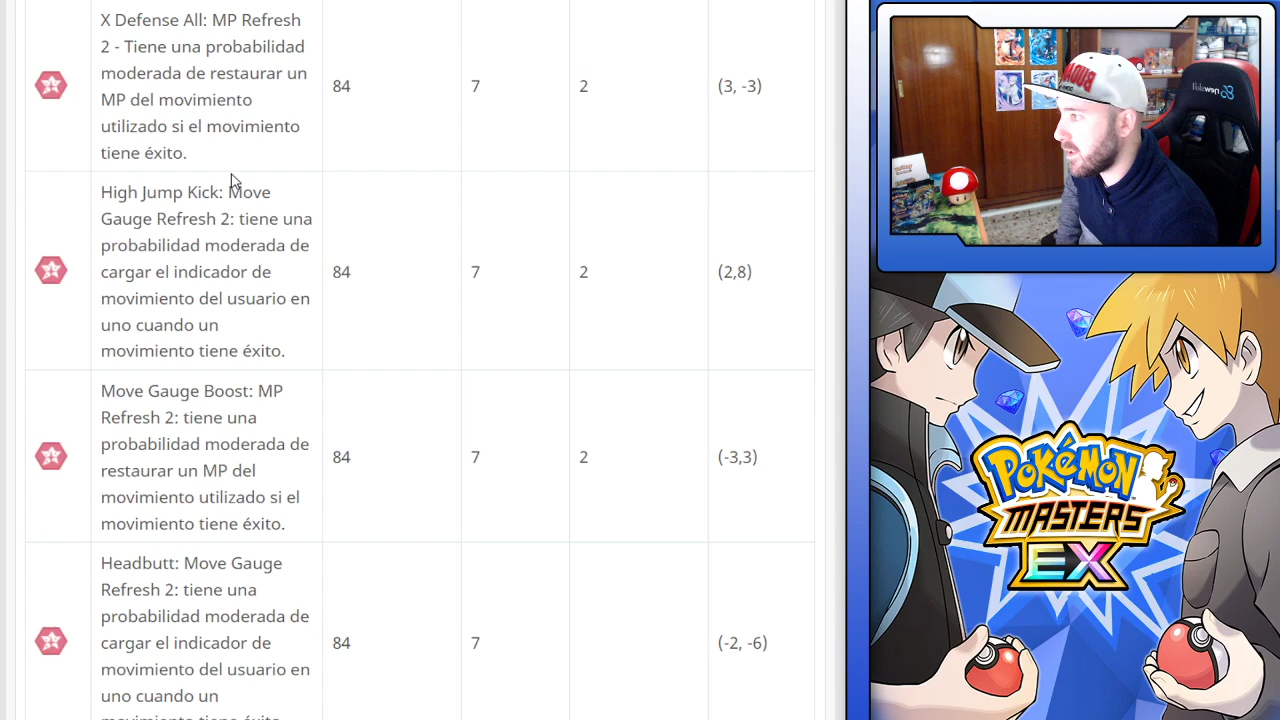 X Defense All: MP Refresh
2 - Tiene una probabilidad
moderada de restaurar un
MP del movimiento
utilizado si el movimiento
tiene éxito.
84
7
2
(3, -3)
High Jump Kick: Move
Gauge Refresh 2: tiene una
probabilidad moderada de
cargar el indicador de
movimiento del usuario en
uno cuando un
movimiento tiene éxito.
84
7
2
(2,8)
Move Gauge Boost: MP
Refresh 2: tiene una
probabilidad moderada de
restaurar un MP del
movimiento utilizado si el
movimiento tiene éxito.
84
7
2
(-3,3)
Headbutt: Move Gauge
Refresh 2: tiene una
probabilidad moderada de
cargar el indicador de
movimiento del usuario en
uno cuando un
movimiento tiene éxito.
84
7
(-2, -6)
POKéMON
MASTERS
EX